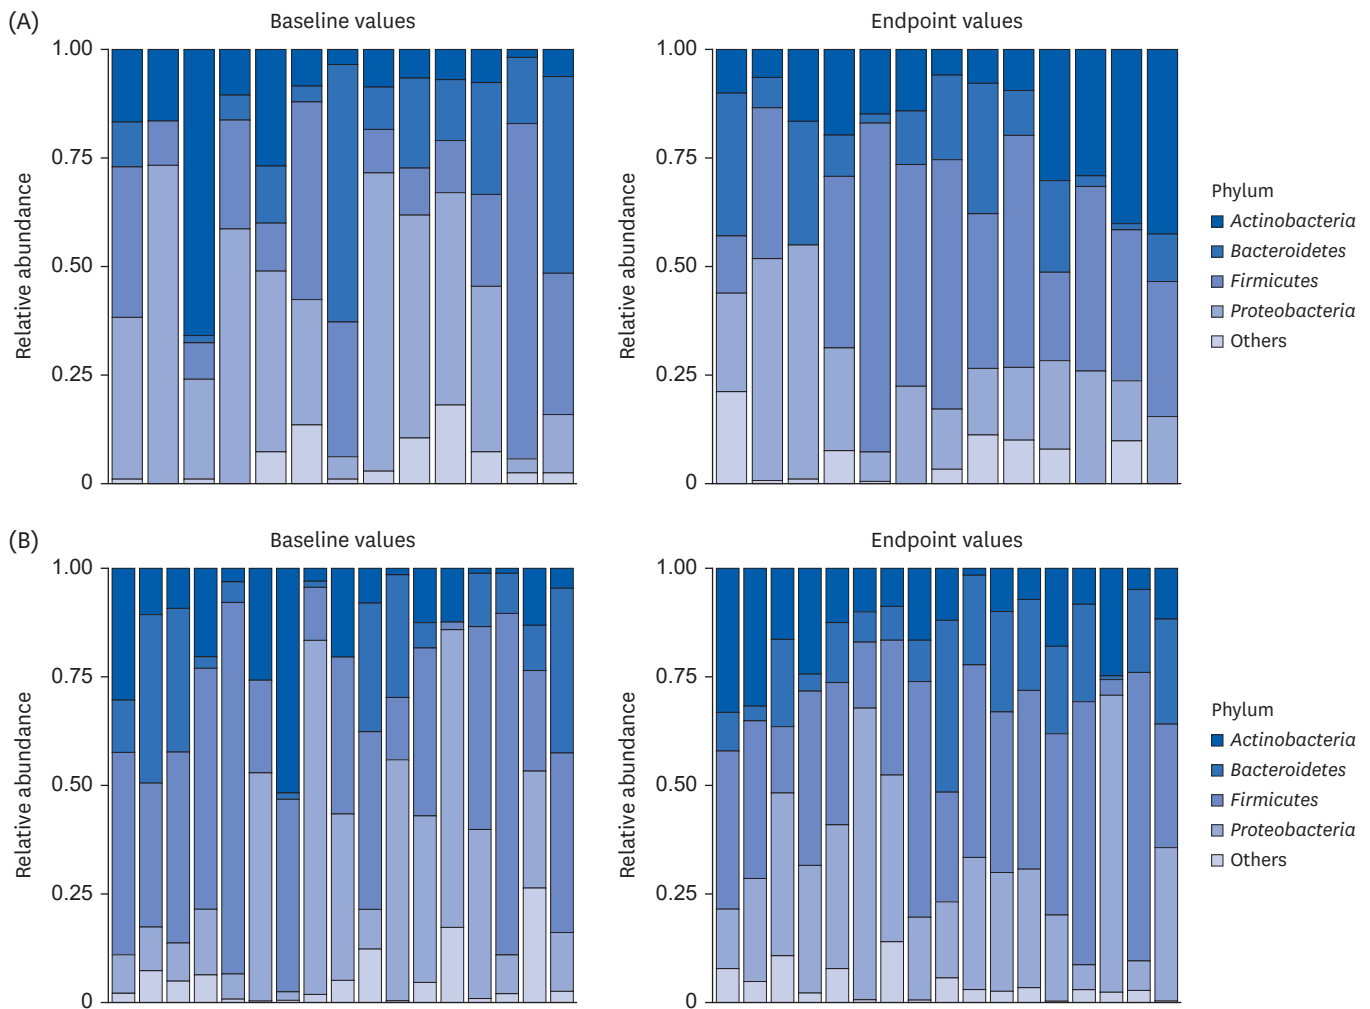 (A)
Baseline values
Endpoint values
1.00
0.75
0.50
0.25
0
Relative abundance
1.00
0.75
0.50
0.25
0
Relative abundance
Phylum
Actinobacteria
Bacteroidetes
Firmicutes
Proteobacteria
Others
(B)
Baseline values
Endpoint values
1.00
0.75
0.50
0.25
0
Relative abundance
1.00
0.75
0.50
0.25
0
Relative abundance
Phylum
Actinobacteria
Bacteroidetes
Firmicutes
Proteobacteria
Others